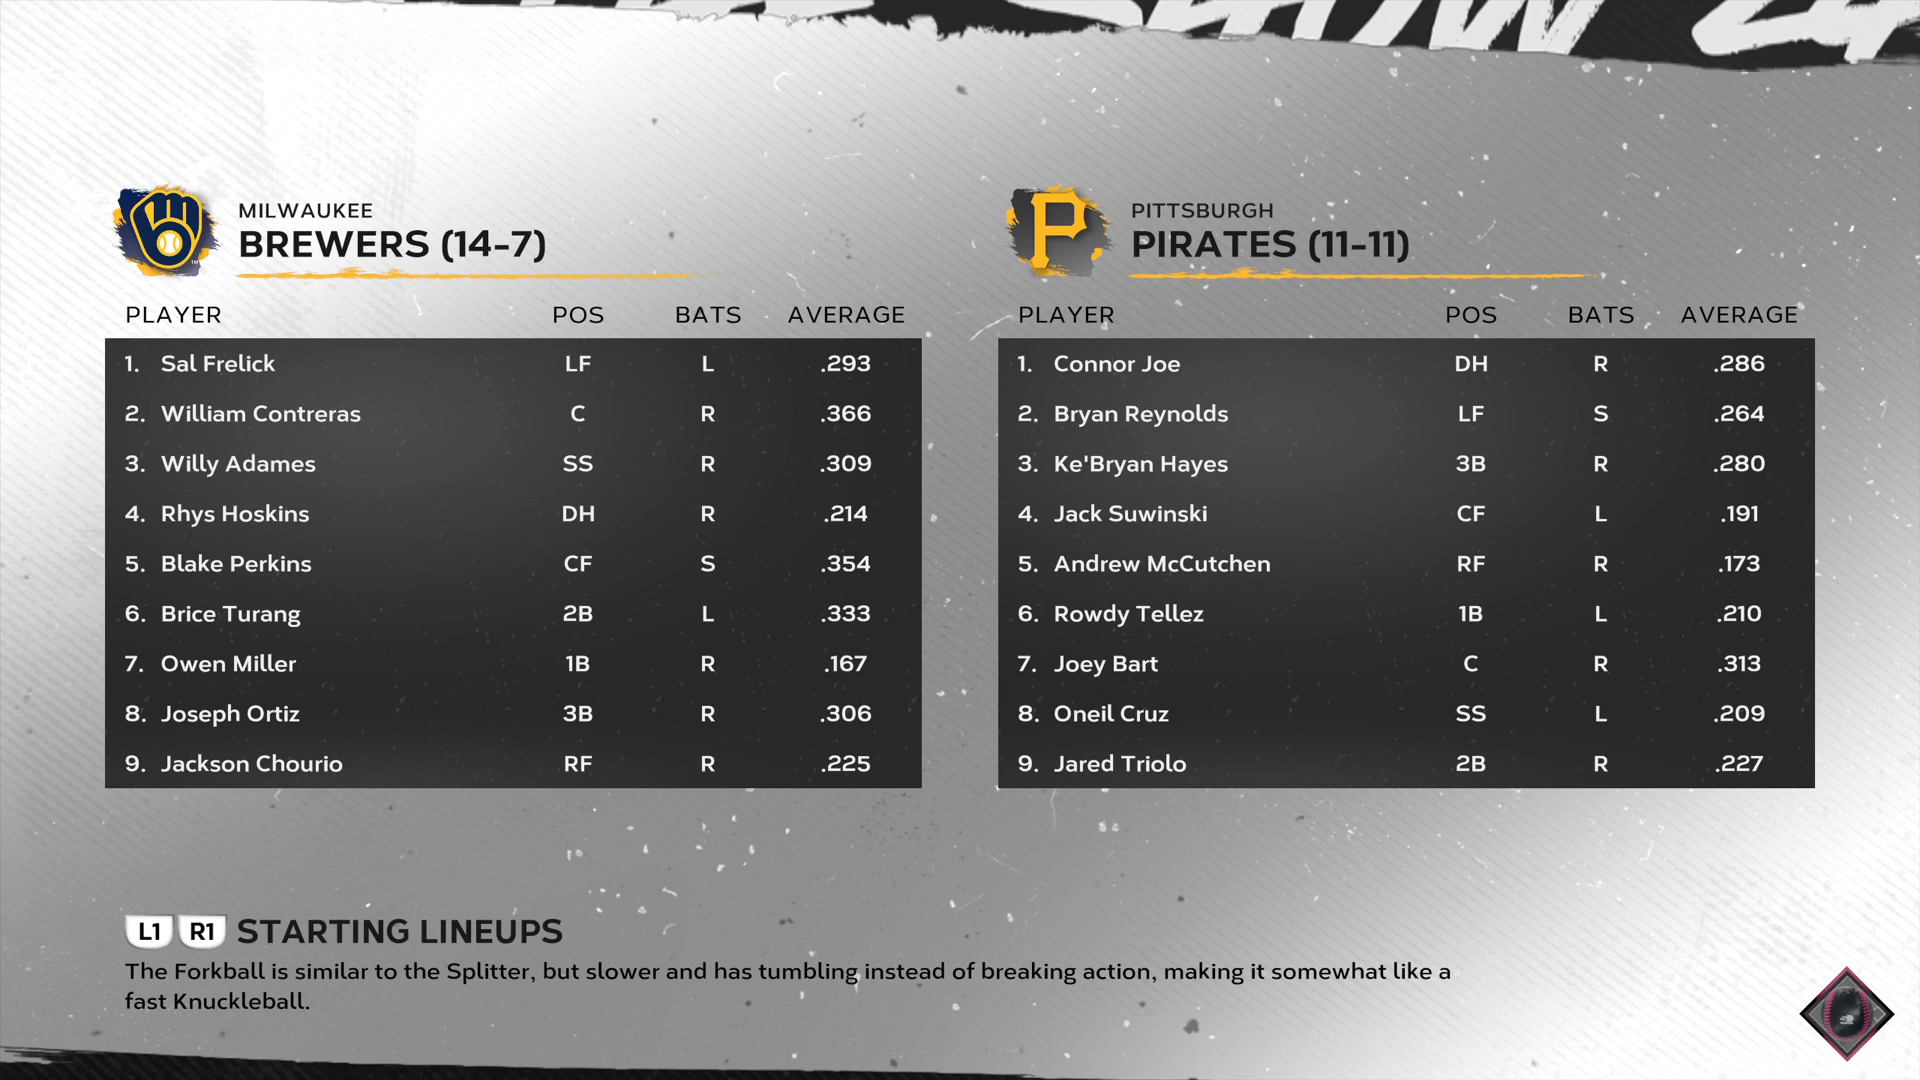 SHOW 24
MILWAUKEE
BREWERS (14-7)
PLAYER POS BATS AVERAGE
1. Sal Frelick LF L .293
2. William Contreras C R .366
3. Willy Adames SS R .309
4. Rhys Hoskins DH R .214
5. Blake Perkins CF S .354
6. Brice Turang 2B L .333
7. Owen Miller 1B R .167
8. Joseph Ortiz 3B R .306
9. Jackson Chourio RF R .225
P
PITTSBURGH
PIRATES (11-11)
PLAYER POS BATS AVERAGE
1. Connor Joe DH R .286
2. Bryan Reynolds LF S .264
3. Ke'Bryan Hayes 3B R .280
4. Jack Suwinski CF L .191
5. Andrew McCutchen RF R .173
6. Rowdy Tellez 1B L .210
7. Joey Bart C R .313
8. Oneil Cruz SS L .209
9. Jared Triolo 2B R .227
L1 R1 STARTING LINEUPS
The Forkball is similar to the Splitter, but slower and has tumbling instead of breaking action, making it somewhat like a
fast Knuckleball.